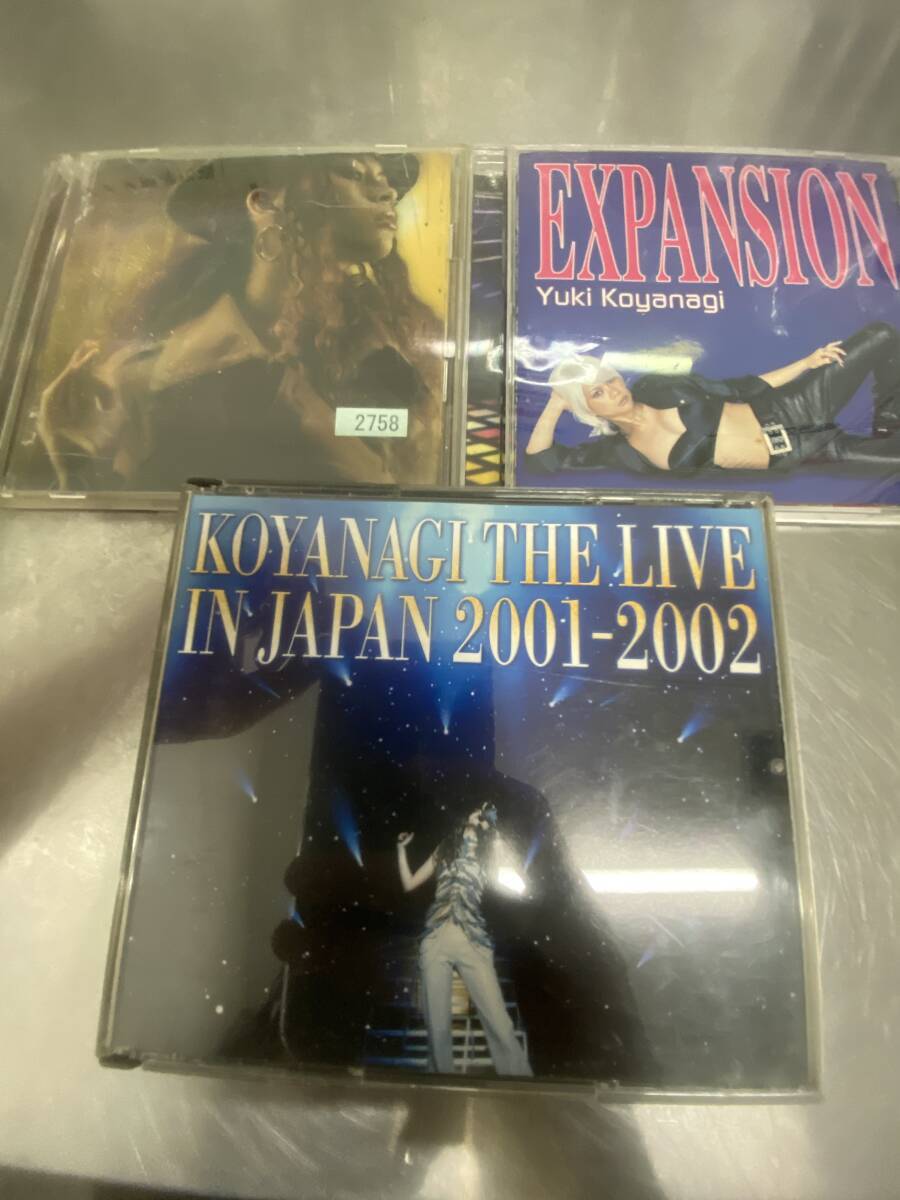 2758
EXPANSION
Yuki Koyanagi
KOYANAGI THE LIVE
IN JAPAN 2001-2002